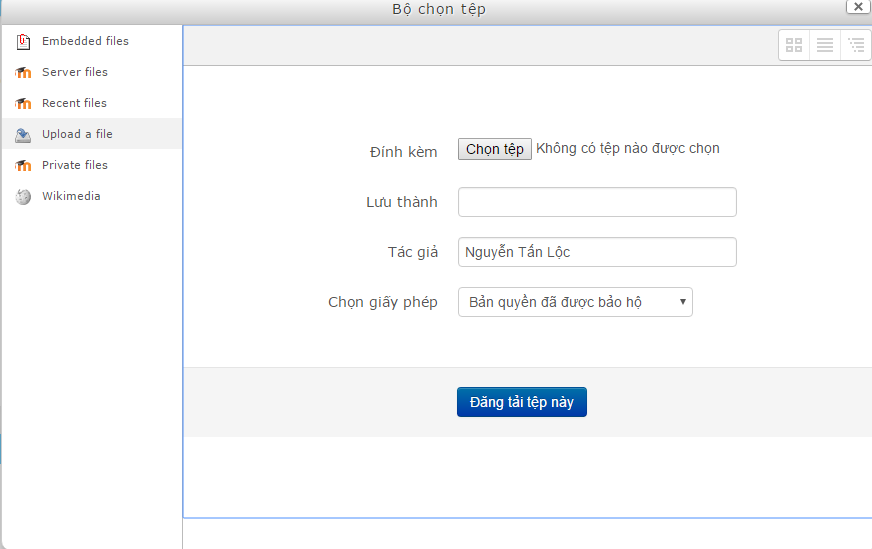 Bộ chọn tệp
Embedded files
Server files
Recent files
Upload a file
Private files
Wikimedia
Đính kèm Chọn tệp Không có tệp nào được chọn
Lưu thành
Tác giả Nguyễn Tấn Lộc
Chọn giấy phép Bản quyền đã được bảo hộ
Đăng tải tệp này